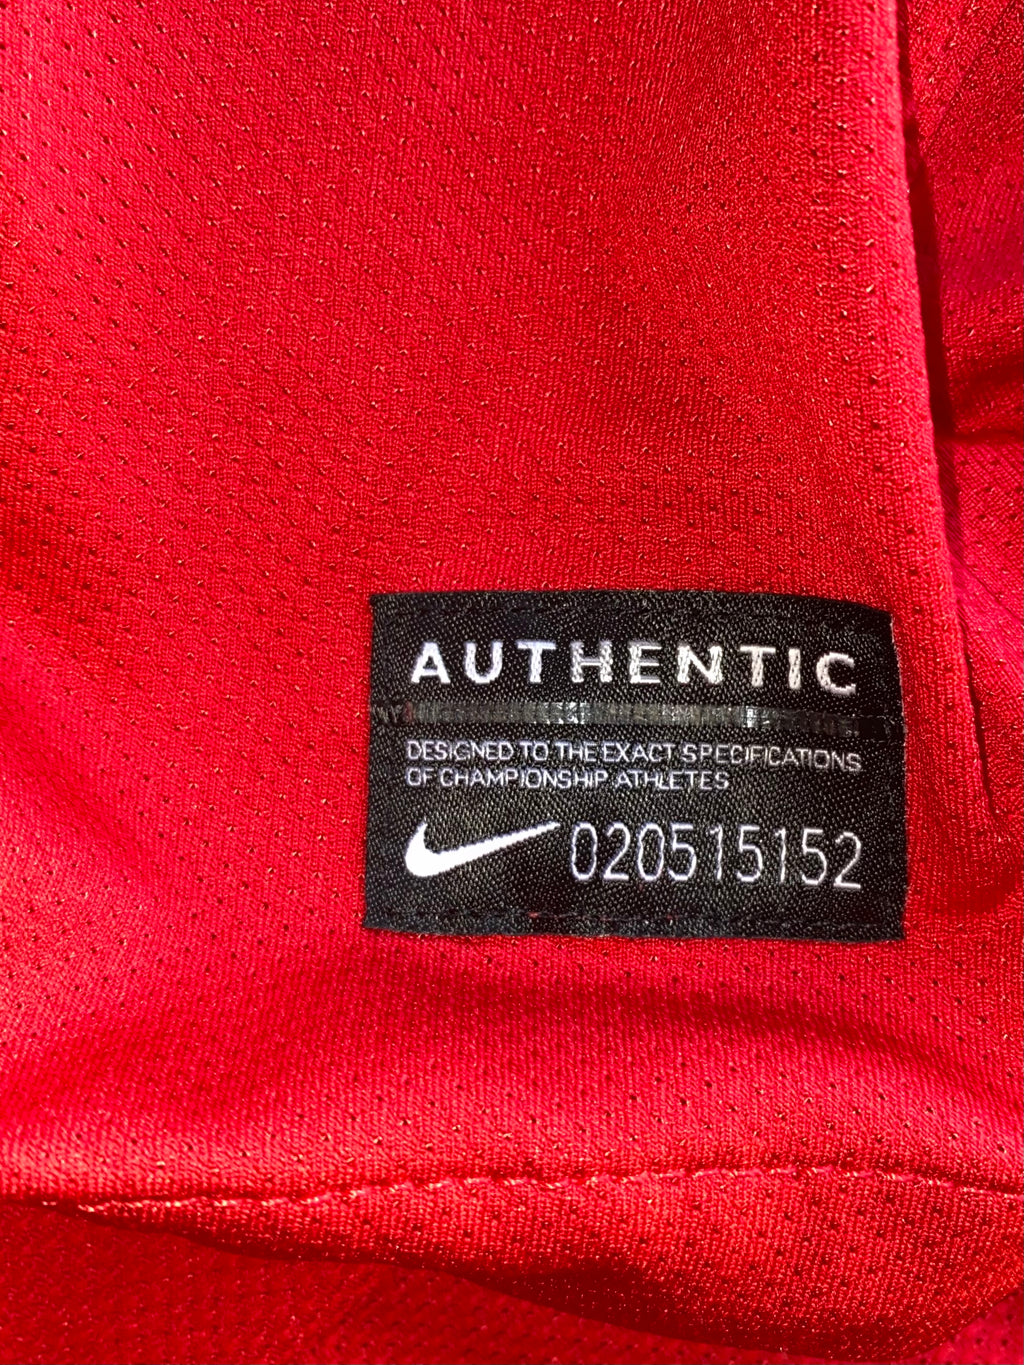 AUTHENTIC
DESIGNED TO THE EXACT SPECIFICATIONS
OF CHAMPIONSHIP ATHLETES
020515152